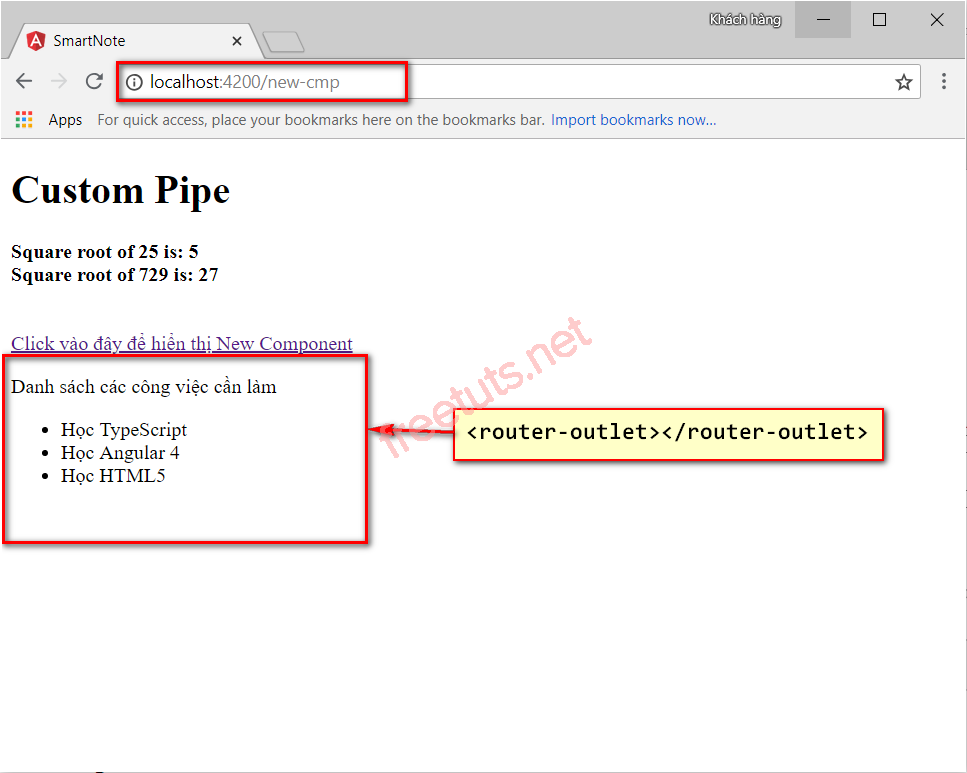 Khách hàng
SmartNote
localhost:4200/new-cmp
Apps For quick access, place your bookmarks here on the bookmarks bar. Import bookmarks now...
Custom Pipe
Square root of 25 is: 5
Square root of 729 is: 27
Click vào đây để hiển thị New Component
Danh sách các công việc cần làm
Học TypeScript
<router-outlet></router-outlet>
Học Angular 4
Học HTML5
freetuts.net